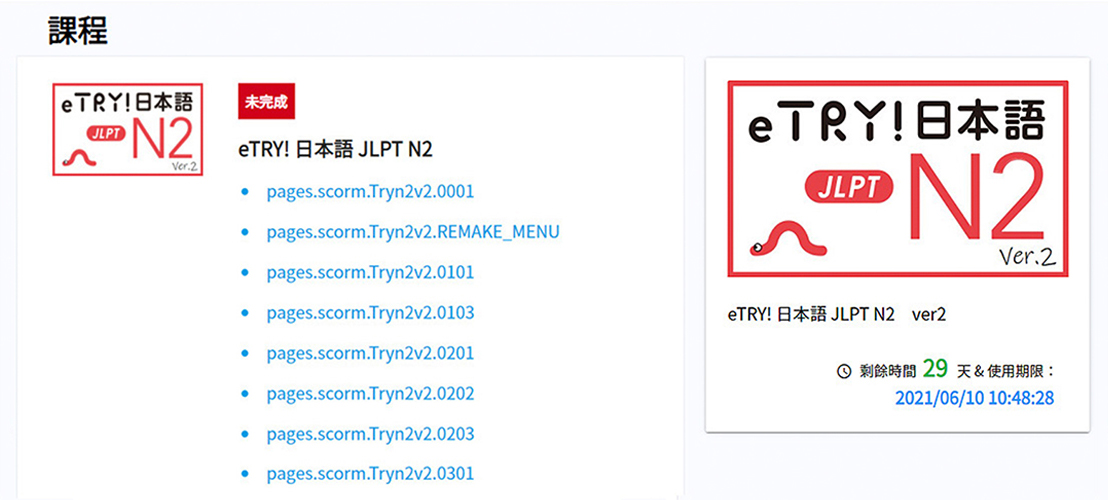 課程
eTRY!日本語
JLPT N2
Ver.2
未完成
eTRY! 日本語 JLPT N2
pages.scorm.Tryn2v2.0001
pages.scorm.Tryn2v2.REMAKE_MENU
pages.scorm.Tryn2v2.0101
pages.scorm.Tryn2v2.0103
pages.scorm.Tryn2v2.0201
pages.scorm.Tryn2v2.0202
pages.scorm.Tryn2v2.0203
pages.scorm.Tryn2v2.0301
eTRY!日本語
JLPT N2
Ver.2
eTRY! 日本語 JLPT N2 ver2
剩餘時間 29 天 & 使用期限：
2021/06/10 10:48:28